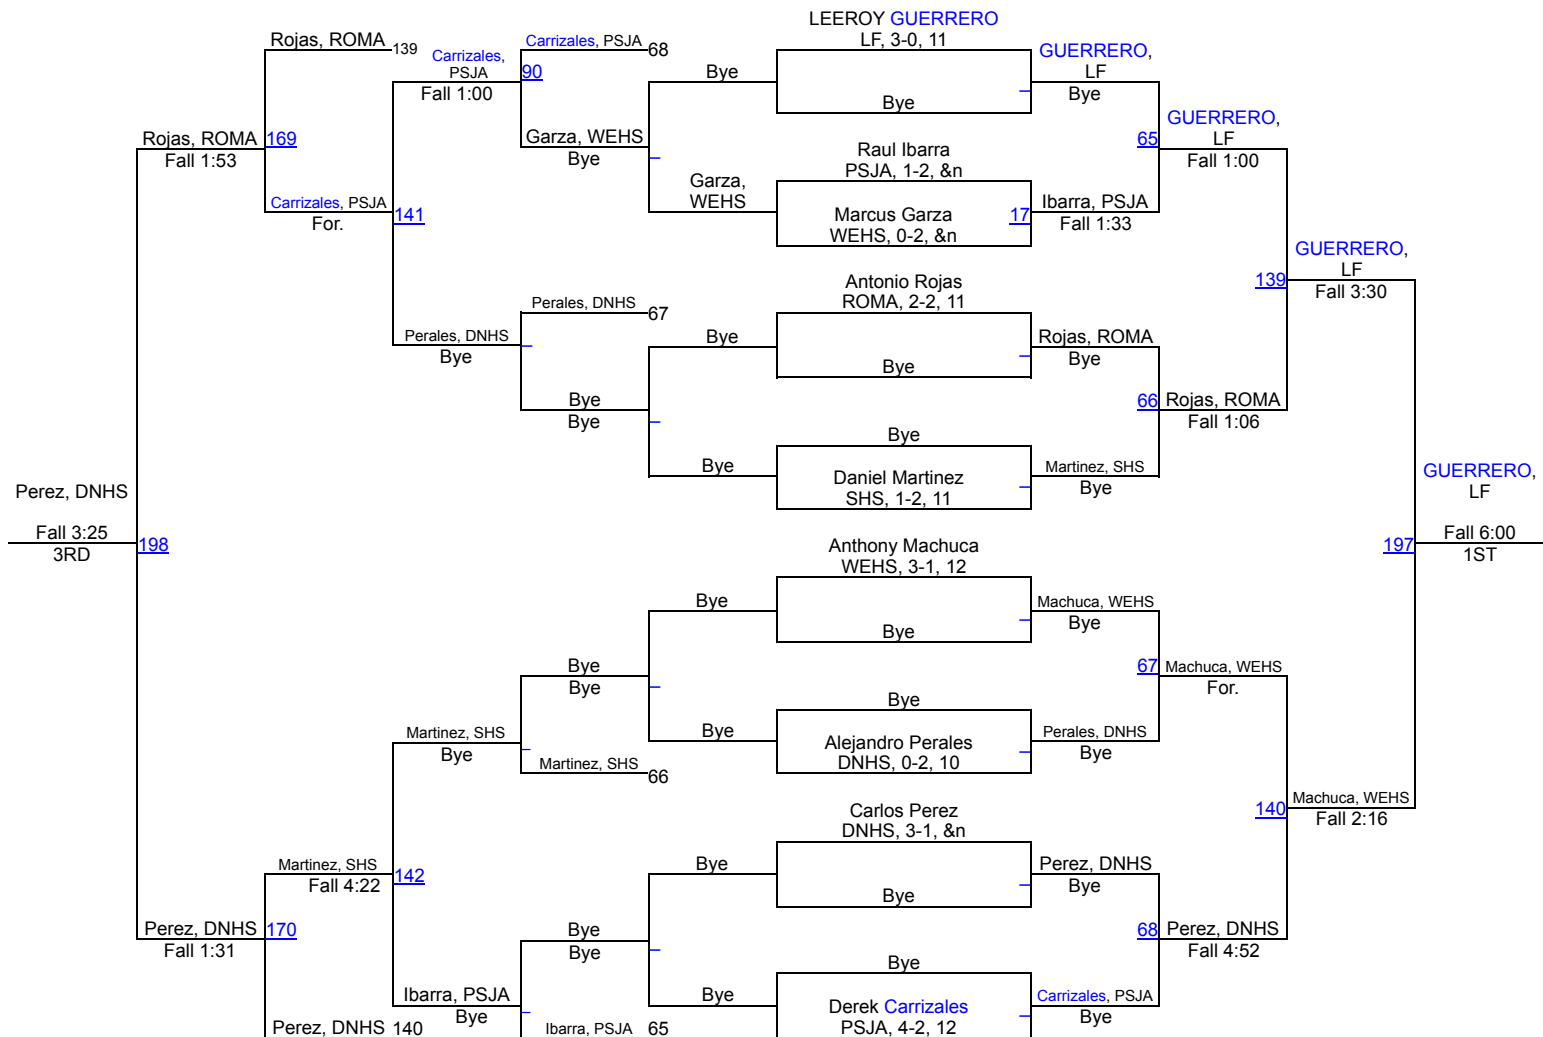 LEEROY GUERRERO
LF, 3-0, 11
Bye
Raul Ibarra
PSJA, 1-2, &n
Marcus Garza
WEHS, 0-2, &n
17
Antonio Rojas
ROMA, 2-2, 11
Bye
Bye
Daniel Martinez
SHS, 1-2, 11
Anthony Machuca
WEHS, 3-1, 12
Bye
Bye
Alejandro Perales
DNHS, 0-2, 10
Carlos Perez
DNHS, 3-1, &n
Bye
Bye
Derek Carrizales
PSJA, 4-2, 12
GUERRERO,
LF
Bye
65
Ibarra, PSJA
Fall 1:33
Rojas, ROMA
Bye
66
Martinez, SHS
Bye
Machuca, WEHS
Bye
67
Perales, DNHS
Bye
Perez, DNHS
Bye
68
Carrizales, PSJA
Bye
GUERRERO,
LF
Fall 1:00
139
Rojas, ROMA
Fall 1:06
Machuca, WEHS
For.
140
Perez, DNHS
Fall 4:52
GUERRERO,
LF
Fall 3:30
197
Machuca, WEHS
Fall 2:16
GUERRERO,
LF
Fall 6:00
1ST
Bye
Garza,
WEHS
Bye
Bye
Bye
Bye
Bye
Bye
Carrizales, PSJA 68
90
Garza, WEHS
Bye
Perales, DNHS 67
Bye
Bye
Bye
Bye
Martinez, SHS 66
Bye
Bye
Ibarra, PSJA 65
Carrizales,
PSJA
Fall 1:00
141
Perales, DNHS
Bye
Martinez, SHS
Bye
142
Ibarra, PSJA
Bye
Rojas, ROMA 139
169
Carrizales, PSJA
For.
Martinez, SHS
Fall 4:22
170
Perez, DNHS 140
Rojas, ROMA
Fall 1:53
198
Perez, DNHS
Fall 1:31
Perez, DNHS
Fall 3:25
3RD